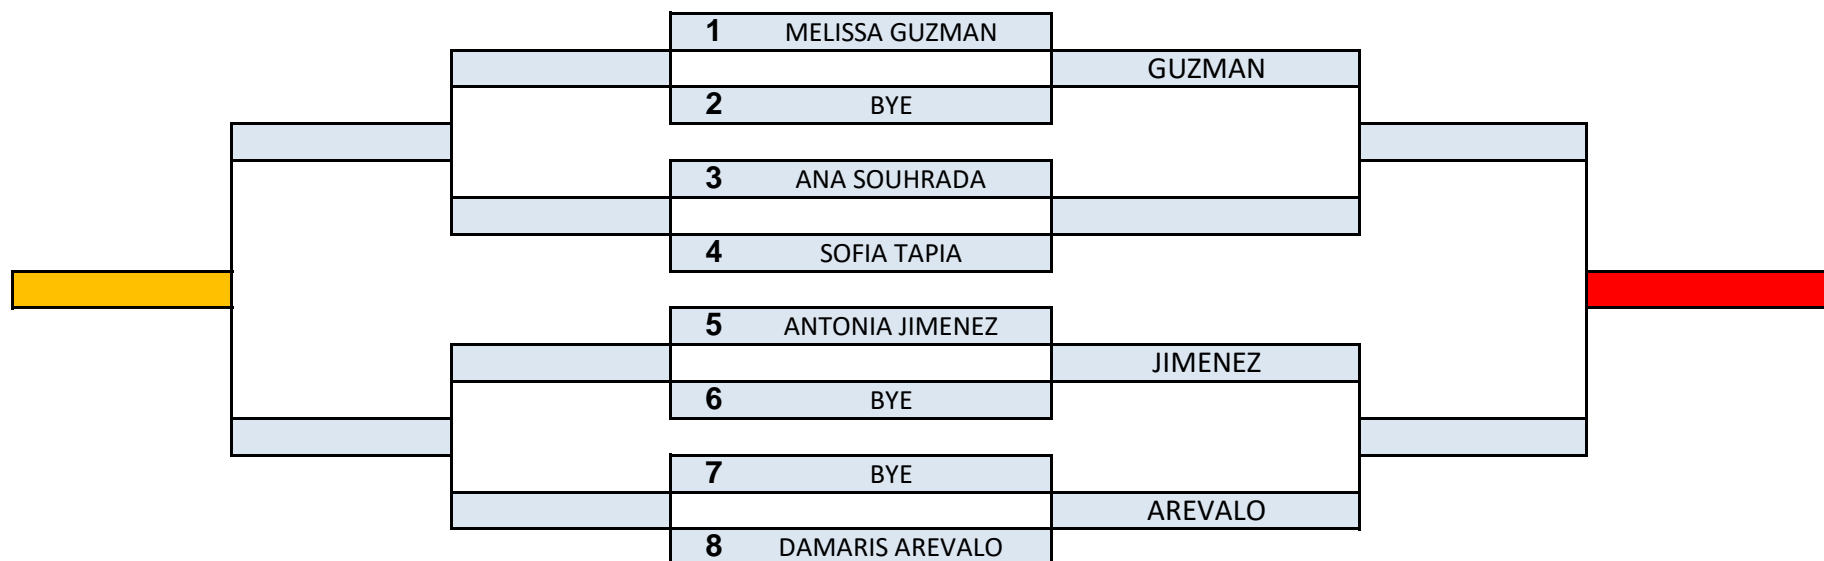 1 MELISSA GUZMAN
GUZMAN
2 BYE
3 ANA SOUHRADA
4 SOFIA TAPIA
5 ANTONIA JIMENEZ
JIMENEZ
6 BYE
7 BYE
AREVALO
8 DAMARIS AREVALO